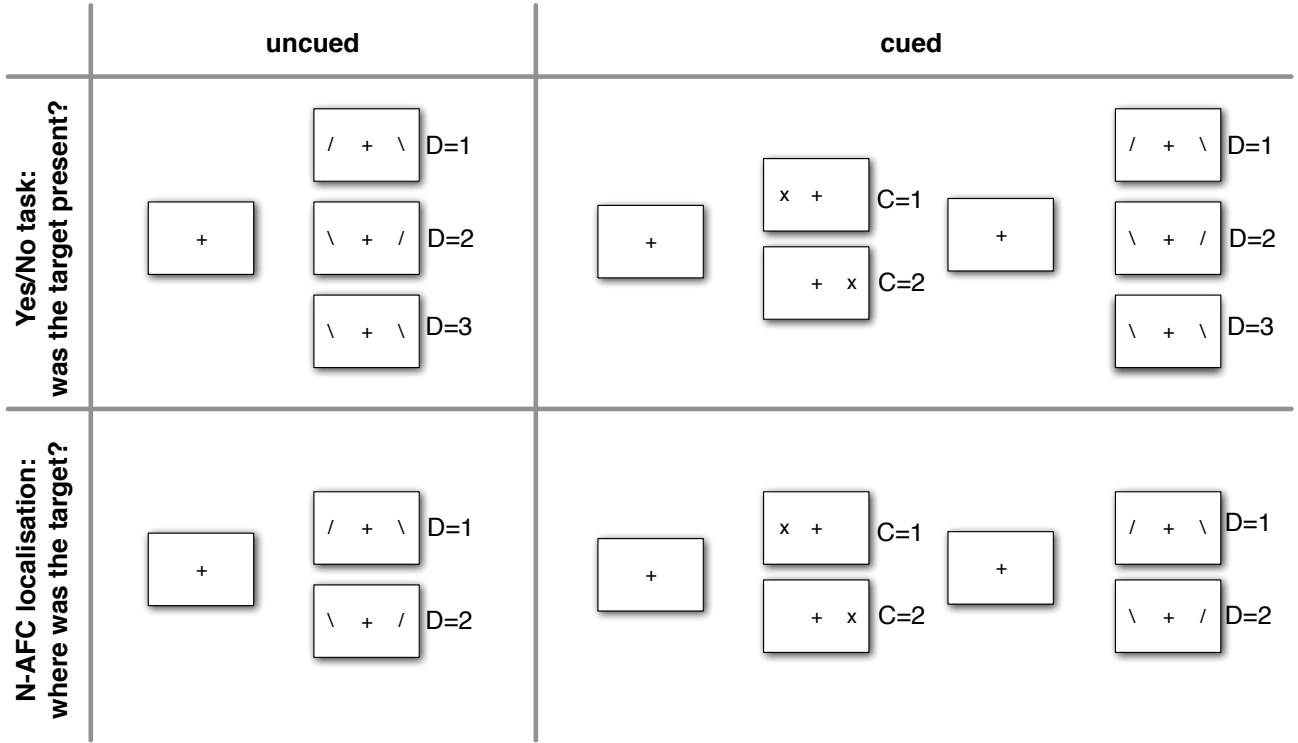 uncued
cued
Yes/No task:
was the target present?
+
/ + \ D=1
\ + / D=2
\ + \ D=3
+
x + C=1
+ x C=2
+
/ + \ D=1
\ + / D=2
\ + \ D=3
N-AFC localisation:
where was the target?
+
/ + \ D=1
\ + / D=2
+
x + C=1
+ x C=2
+
/ + \ D=1
\ + / D=2